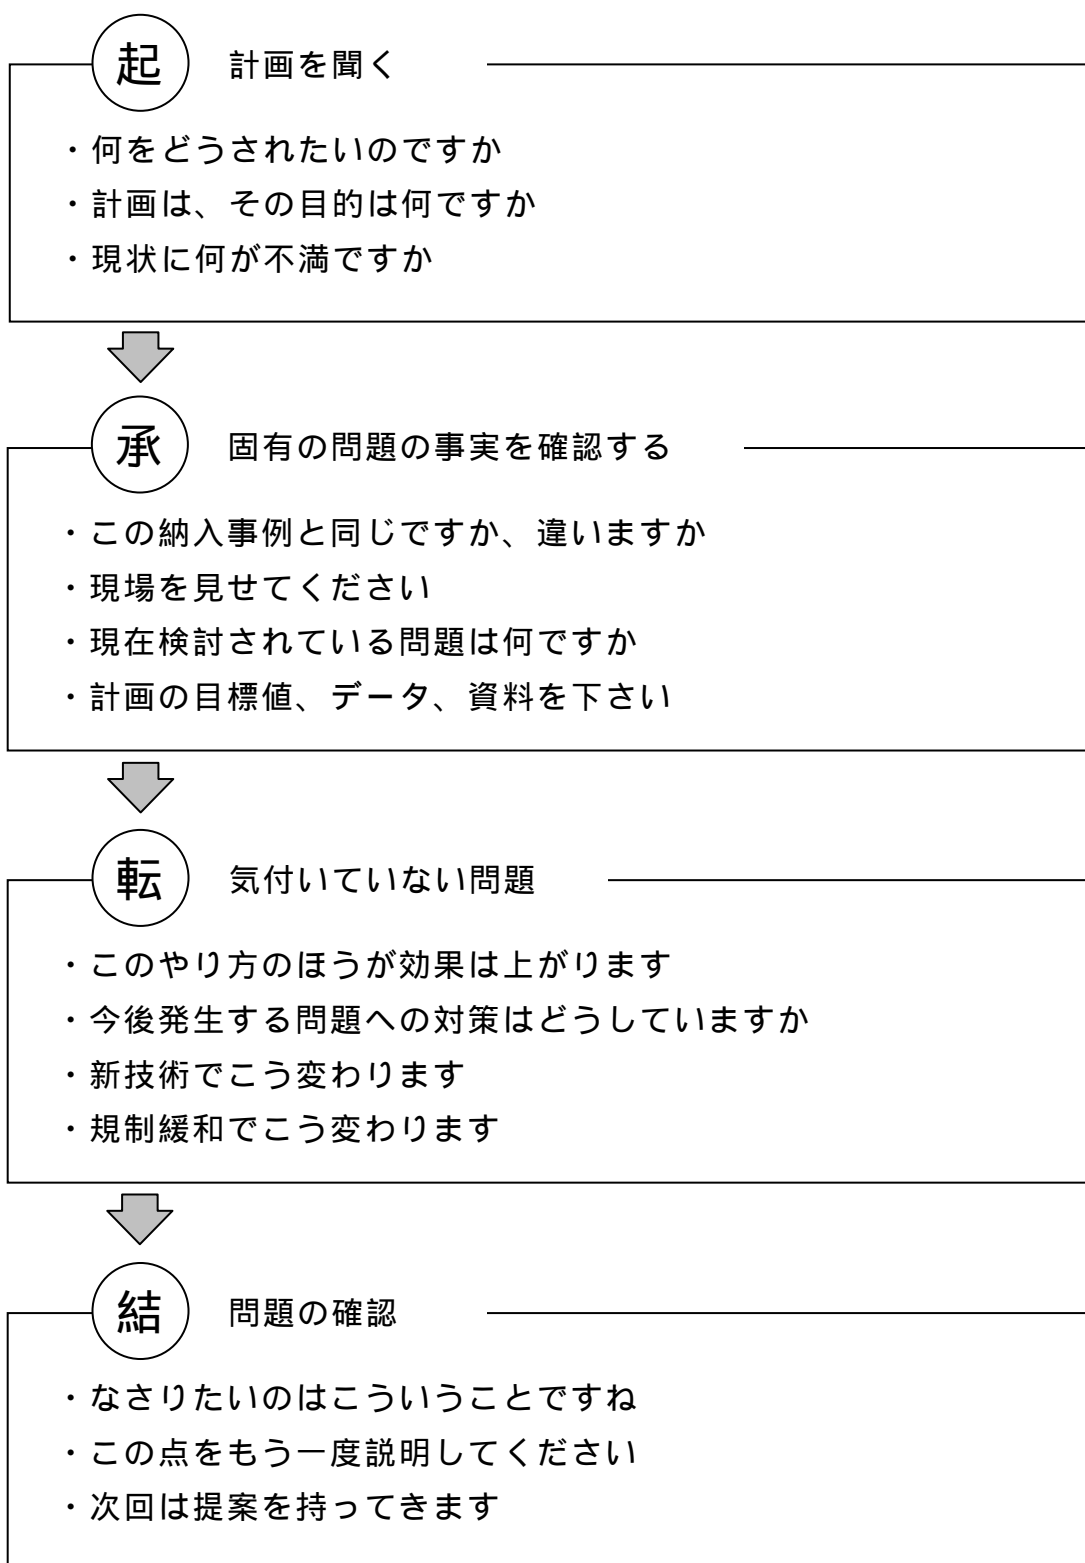 起 計画を聞く
・何をどうされたいのですか
・計画は、その目的は何ですか
・現状に何が不満ですか
承 固有の問題の事実を確認する
・この納入事例と同じですか、違いますか
・現場を見せてください
・現在検討されている問題は何ですか
・計画の目標値、データ、資料を下さい
転 気付いていない問題
・このやり方のほうが効果は上がります
・今後発生する問題への対策はどうしていますか
・新技術でこう変わります
・規制緩和でこう変わります
結 問題の確認
・なさりたいのはこういうことですね
・この点をもう一度説明してください
・次回は提案を持ってきます